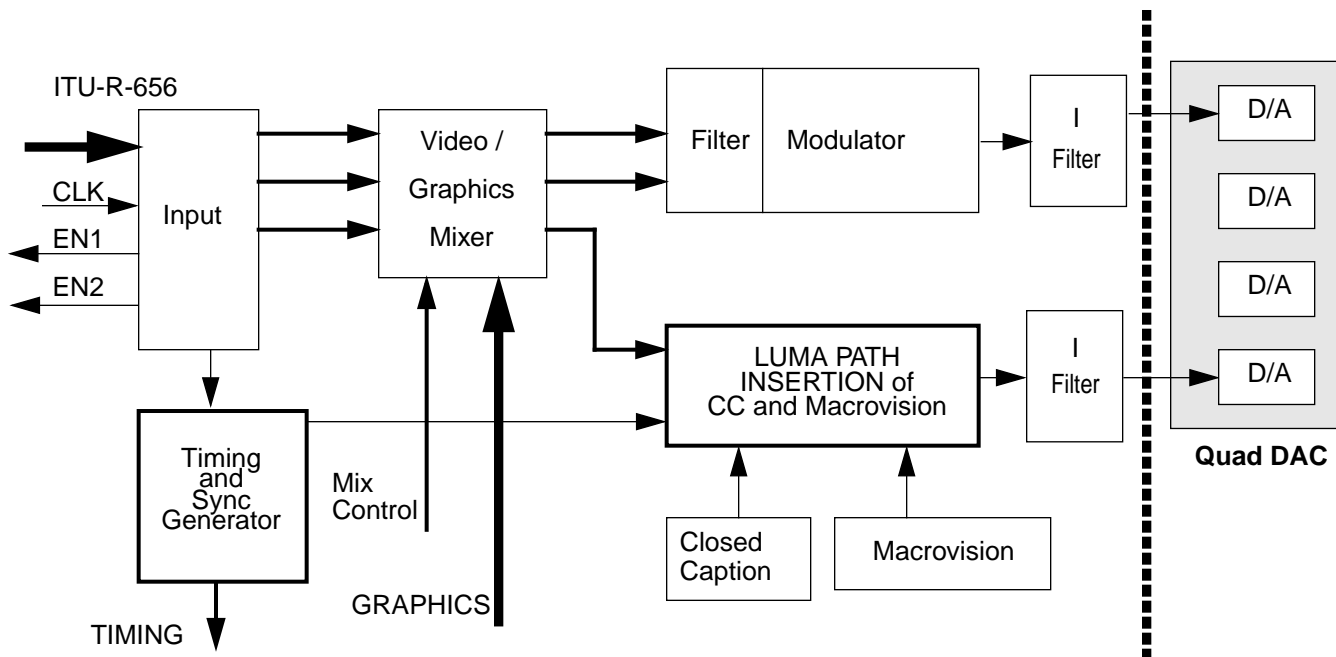 ITU-R-656
CLK
EN1
EN2
Input
Video /
Graphics
Mixer
Filter
Modulator
I
Filter
D/A
D/A
D/A
D/A
Quad DAC
LUMA PATH
INSERTION of
CC and Macrovision
I
Filter
Timing
and
Sync
Generator
Mix
Control
Closed
Caption
Macrovision
GRAPHICS
TIMING